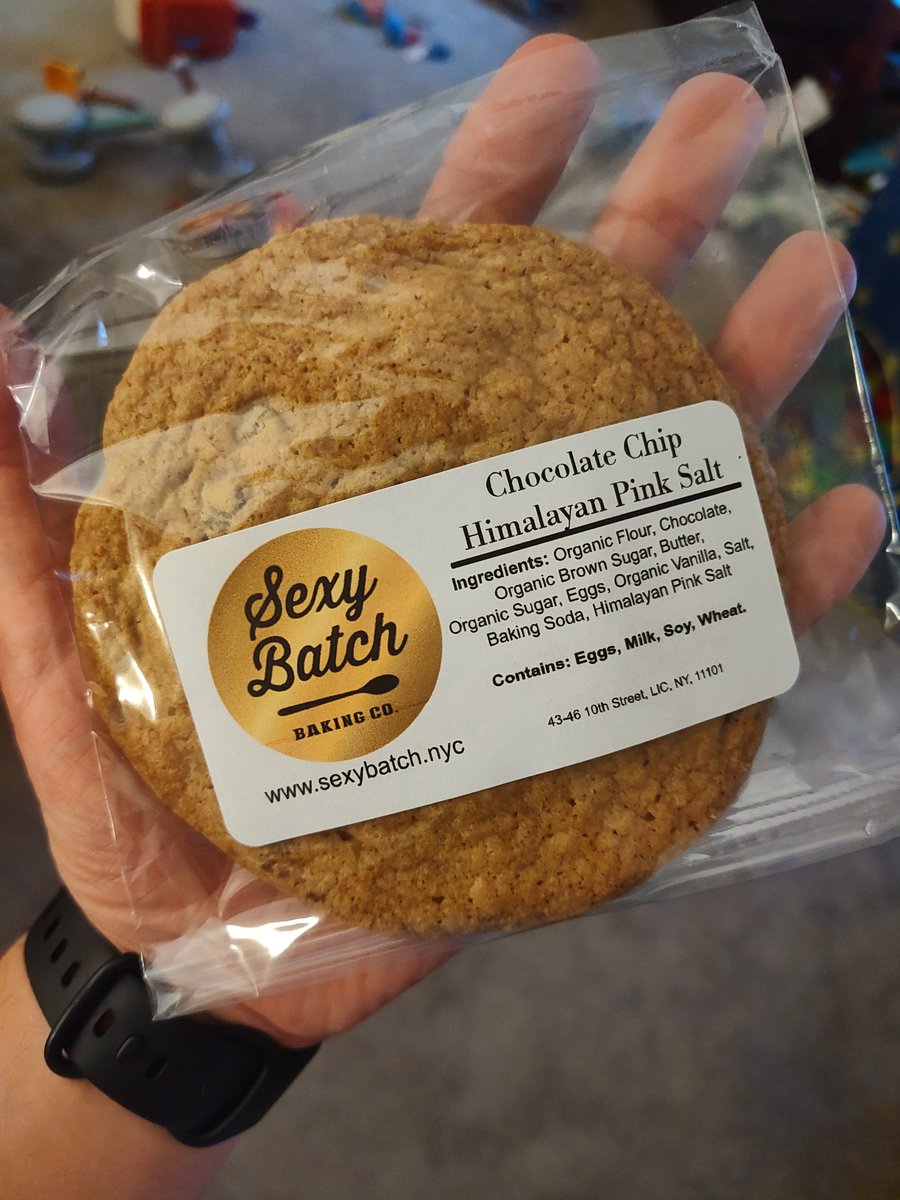 Chocolate Chip
Himalayan Pink Salt
Ingredients: Organic Flour, Chocolate,
Organic Brown Sugar, Butter,
Organic Sugar, Eggs, Organic Vanilla, Salt,
Baking Soda, Himalayan Pink Salt
Contains: Eggs, Milk, Soy, Wheat.
43-46 10th Street, LIC, NY, 11101
Sexy
Batch
BAKING CO.
www.sexybatch.nyc